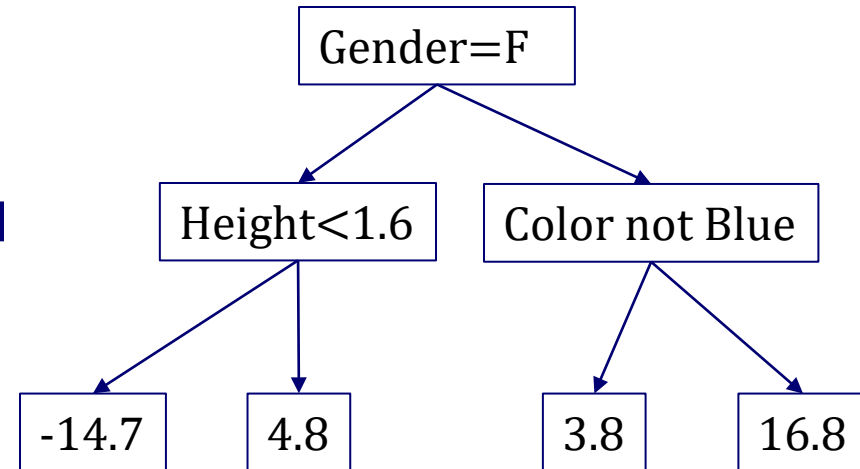 Gender=F
Height<1.6
Color not Blue
-14.7
4.8
3.8
16.8